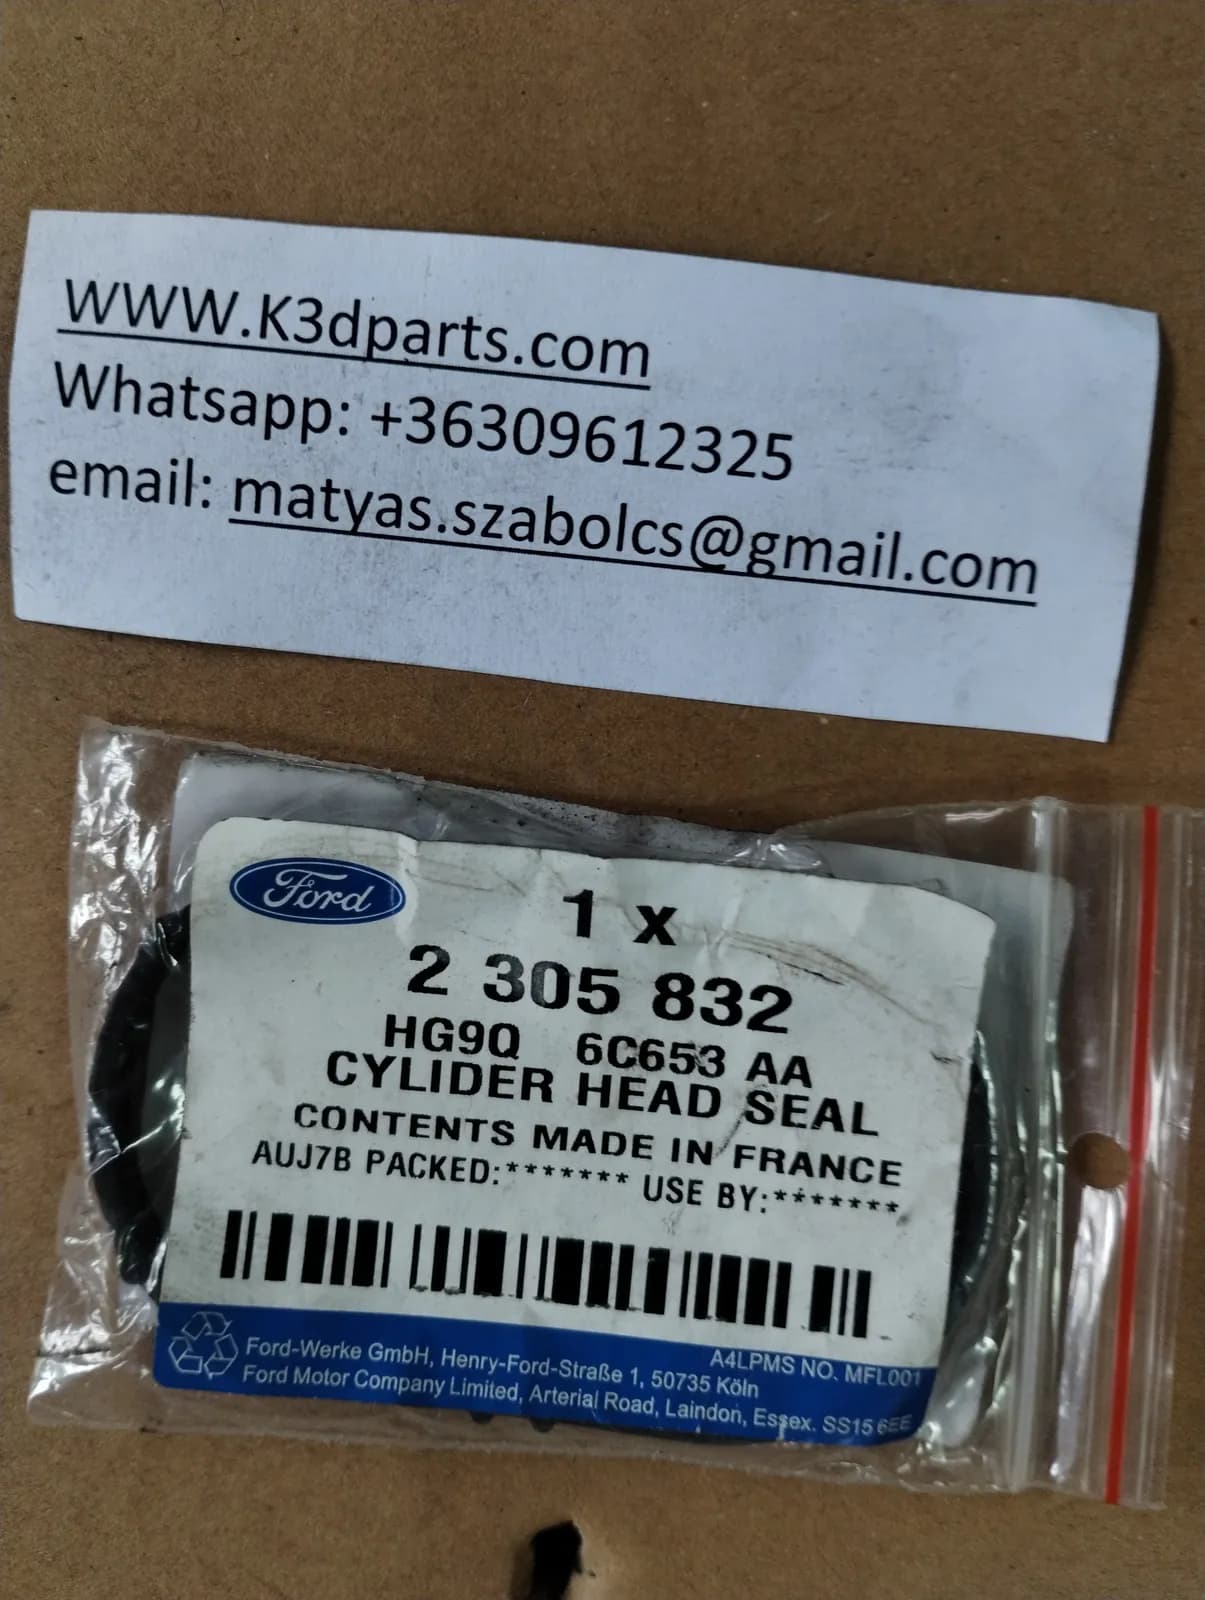 WWW.K3dparts.com
Whatsapp: +36309612325
email: matyas.szabolcs@gmail.com
Ford
1 x
2 305 832
HG9Q 6C653 AA
CYLIDER HEAD SEAL
CONTENTS MADE IN FRANCE
AUJ7B PACKED:******* USE BY:*******
A4LPMS NO. MFL001
Ford-Werke GmbH, Henry-Ford-Straße 1, 50735 Köln
Ford Motor Company Limited, Arterial Road, Laindon, Essex. SS15 6EE